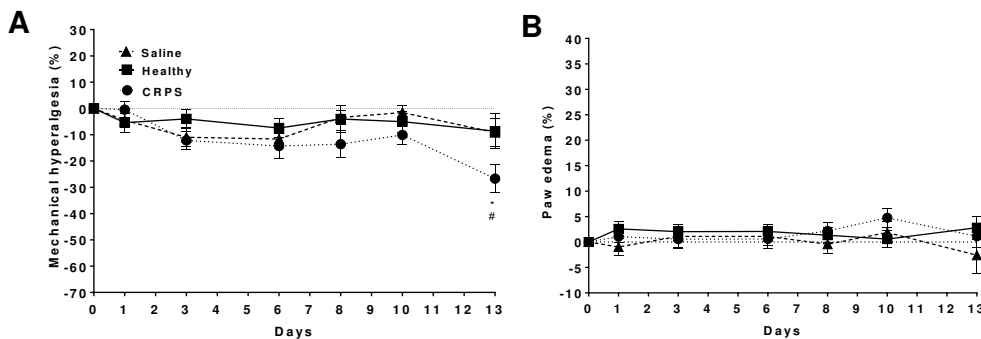 A
Mechanical hyperalgesia (%)
30
20
10
0
-10
-20
-30
-40
-50
-60
-70
Saline
Healthy
CRPS
*
#
0 1 2 3 4 5 6 7 8 9 10 11 12 13
Days
B
Paw edema (%)
40
35
30
25
20
15
10
5
0
-5
-10
0 1 2 3 4 5 6 7 8 9 10 11 12 13
Days